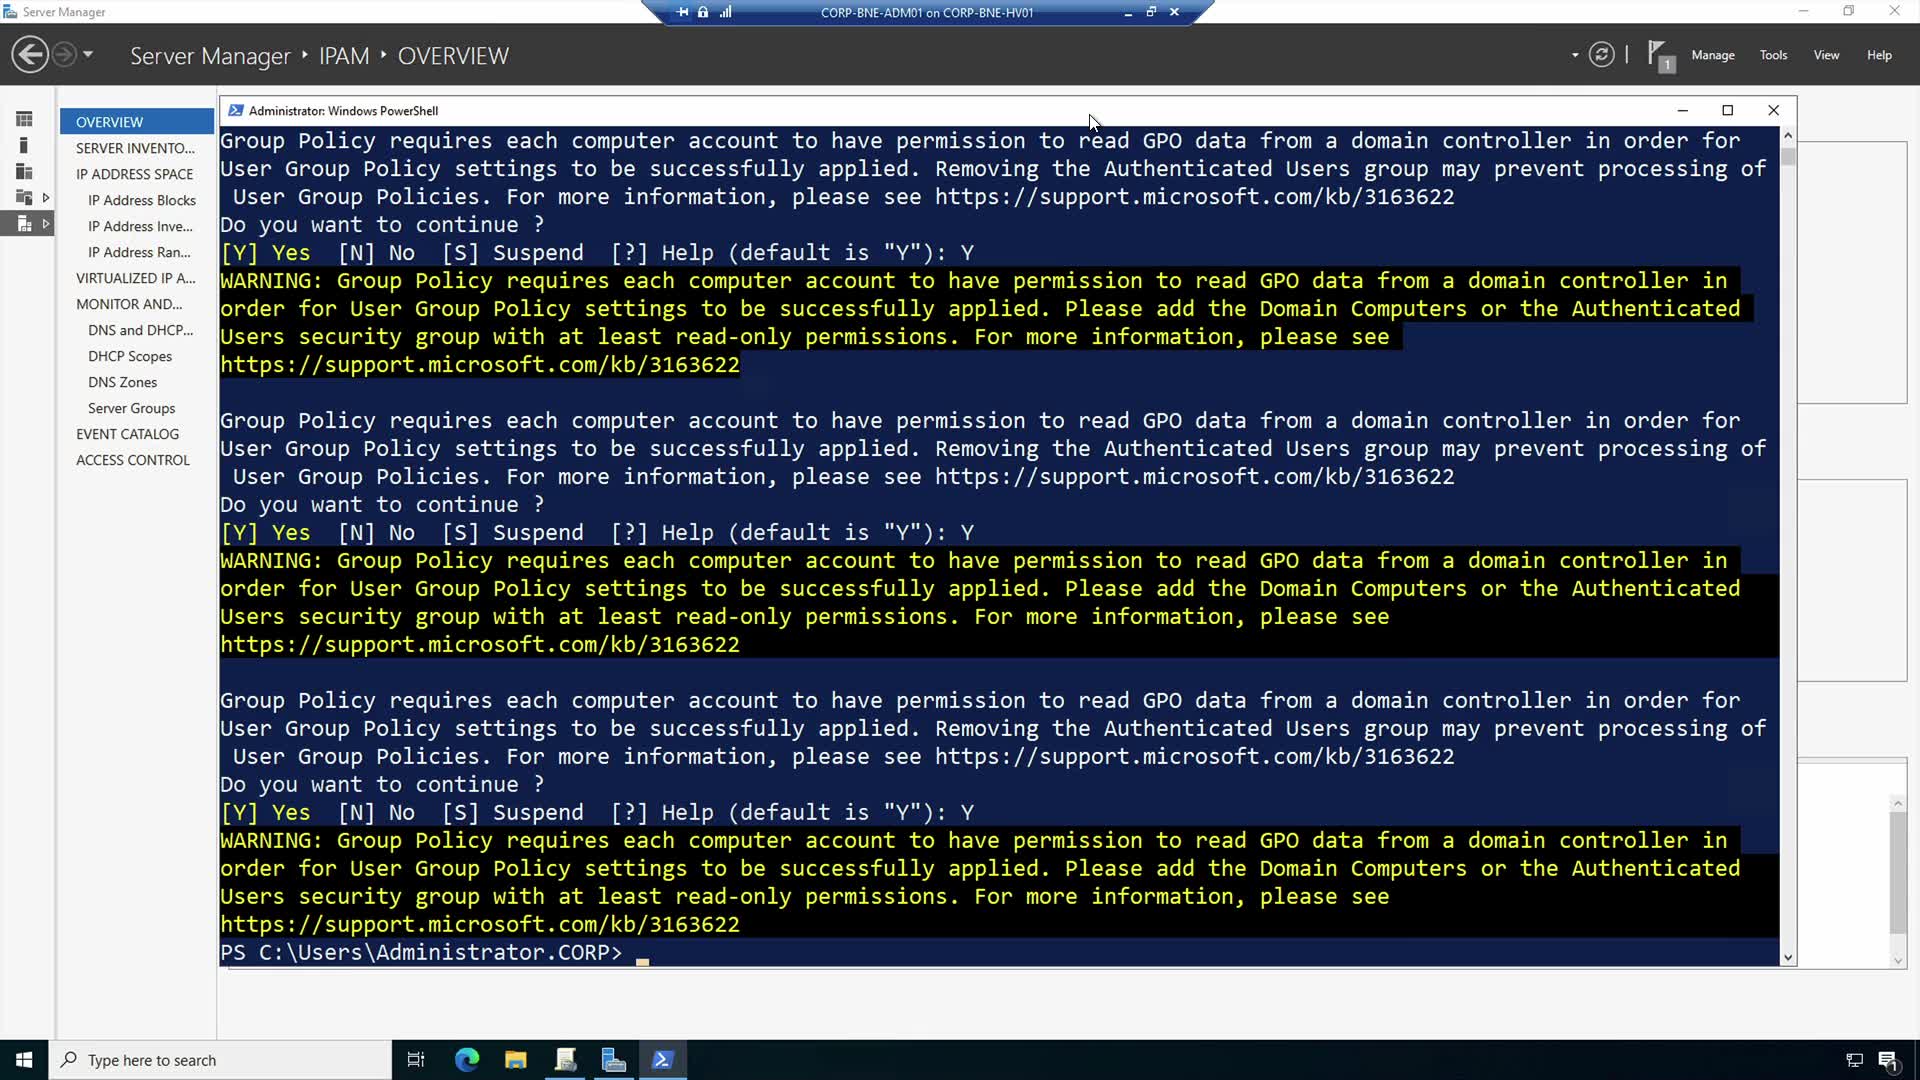 Server Manager
CORP-BNE-ADM01 on CORP-BNE-HV01
Server Manager ‣ IPAM ‣ OVERVIEW
1
Manage
Tools
View
Help
OVERVIEW
SERVER INVENTO...
IP ADDRESS SPACE
IP Address Blocks
IP Address Inve...
IP Address Ran...
VIRTUALIZED IP A...
MONITOR AND...
DNS and DHCP...
DHCP Scopes
DNS Zones
Server Groups
EVENT CATALOG
ACCESS CONTROL
Administrator: Windows PowerShell
Group Policy requires each computer account to have permission to read GPO data from a domain controller in order for
User Group Policy settings to be successfully applied. Removing the Authenticated Users group may prevent processing of
User Group Policies. For more information, please see https://support.microsoft.com/kb/3163622
Do you want to continue ?
[Y] Yes  [N] No  [S] Suspend  [?] Help (default is "Y"): Y
WARNING: Group Policy requires each computer account to have permission to read GPO data from a domain controller in
order for User Group Policy settings to be successfully applied. Please add the Domain Computers or the Authenticated
Users security group with at least read-only permissions. For more information, please see
https://support.microsoft.com/kb/3163622
Group Policy requires each computer account to have permission to read GPO data from a domain controller in order for
User Group Policy settings to be successfully applied. Removing the Authenticated Users group may prevent processing of
User Group Policies. For more information, please see https://support.microsoft.com/kb/3163622
Do you want to continue ?
[Y] Yes  [N] No  [S] Suspend  [?] Help (default is "Y"): Y
WARNING: Group Policy requires each computer account to have permission to read GPO data from a domain controller in
order for User Group Policy settings to be successfully applied. Please add the Domain Computers or the Authenticated
Users security group with at least read-only permissions. For more information, please see
https://support.microsoft.com/kb/3163622
Group Policy requires each computer account to have permission to read GPO data from a domain controller in order for
User Group Policy settings to be successfully applied. Removing the Authenticated Users group may prevent processing of
User Group Policies. For more information, please see https://support.microsoft.com/kb/3163622
Do you want to continue ?
[Y] Yes  [N] No  [S] Suspend  [?] Help (default is "Y"): Y
WARNING: Group Policy requires each computer account to have permission to read GPO data from a domain controller in
order for User Group Policy settings to be successfully applied. Please add the Domain Computers or the Authenticated
Users security group with at least read-only permissions. For more information, please see
https://support.microsoft.com/kb/3163622
PS C:\Users\Administrator.CORP>
Type here to search
1